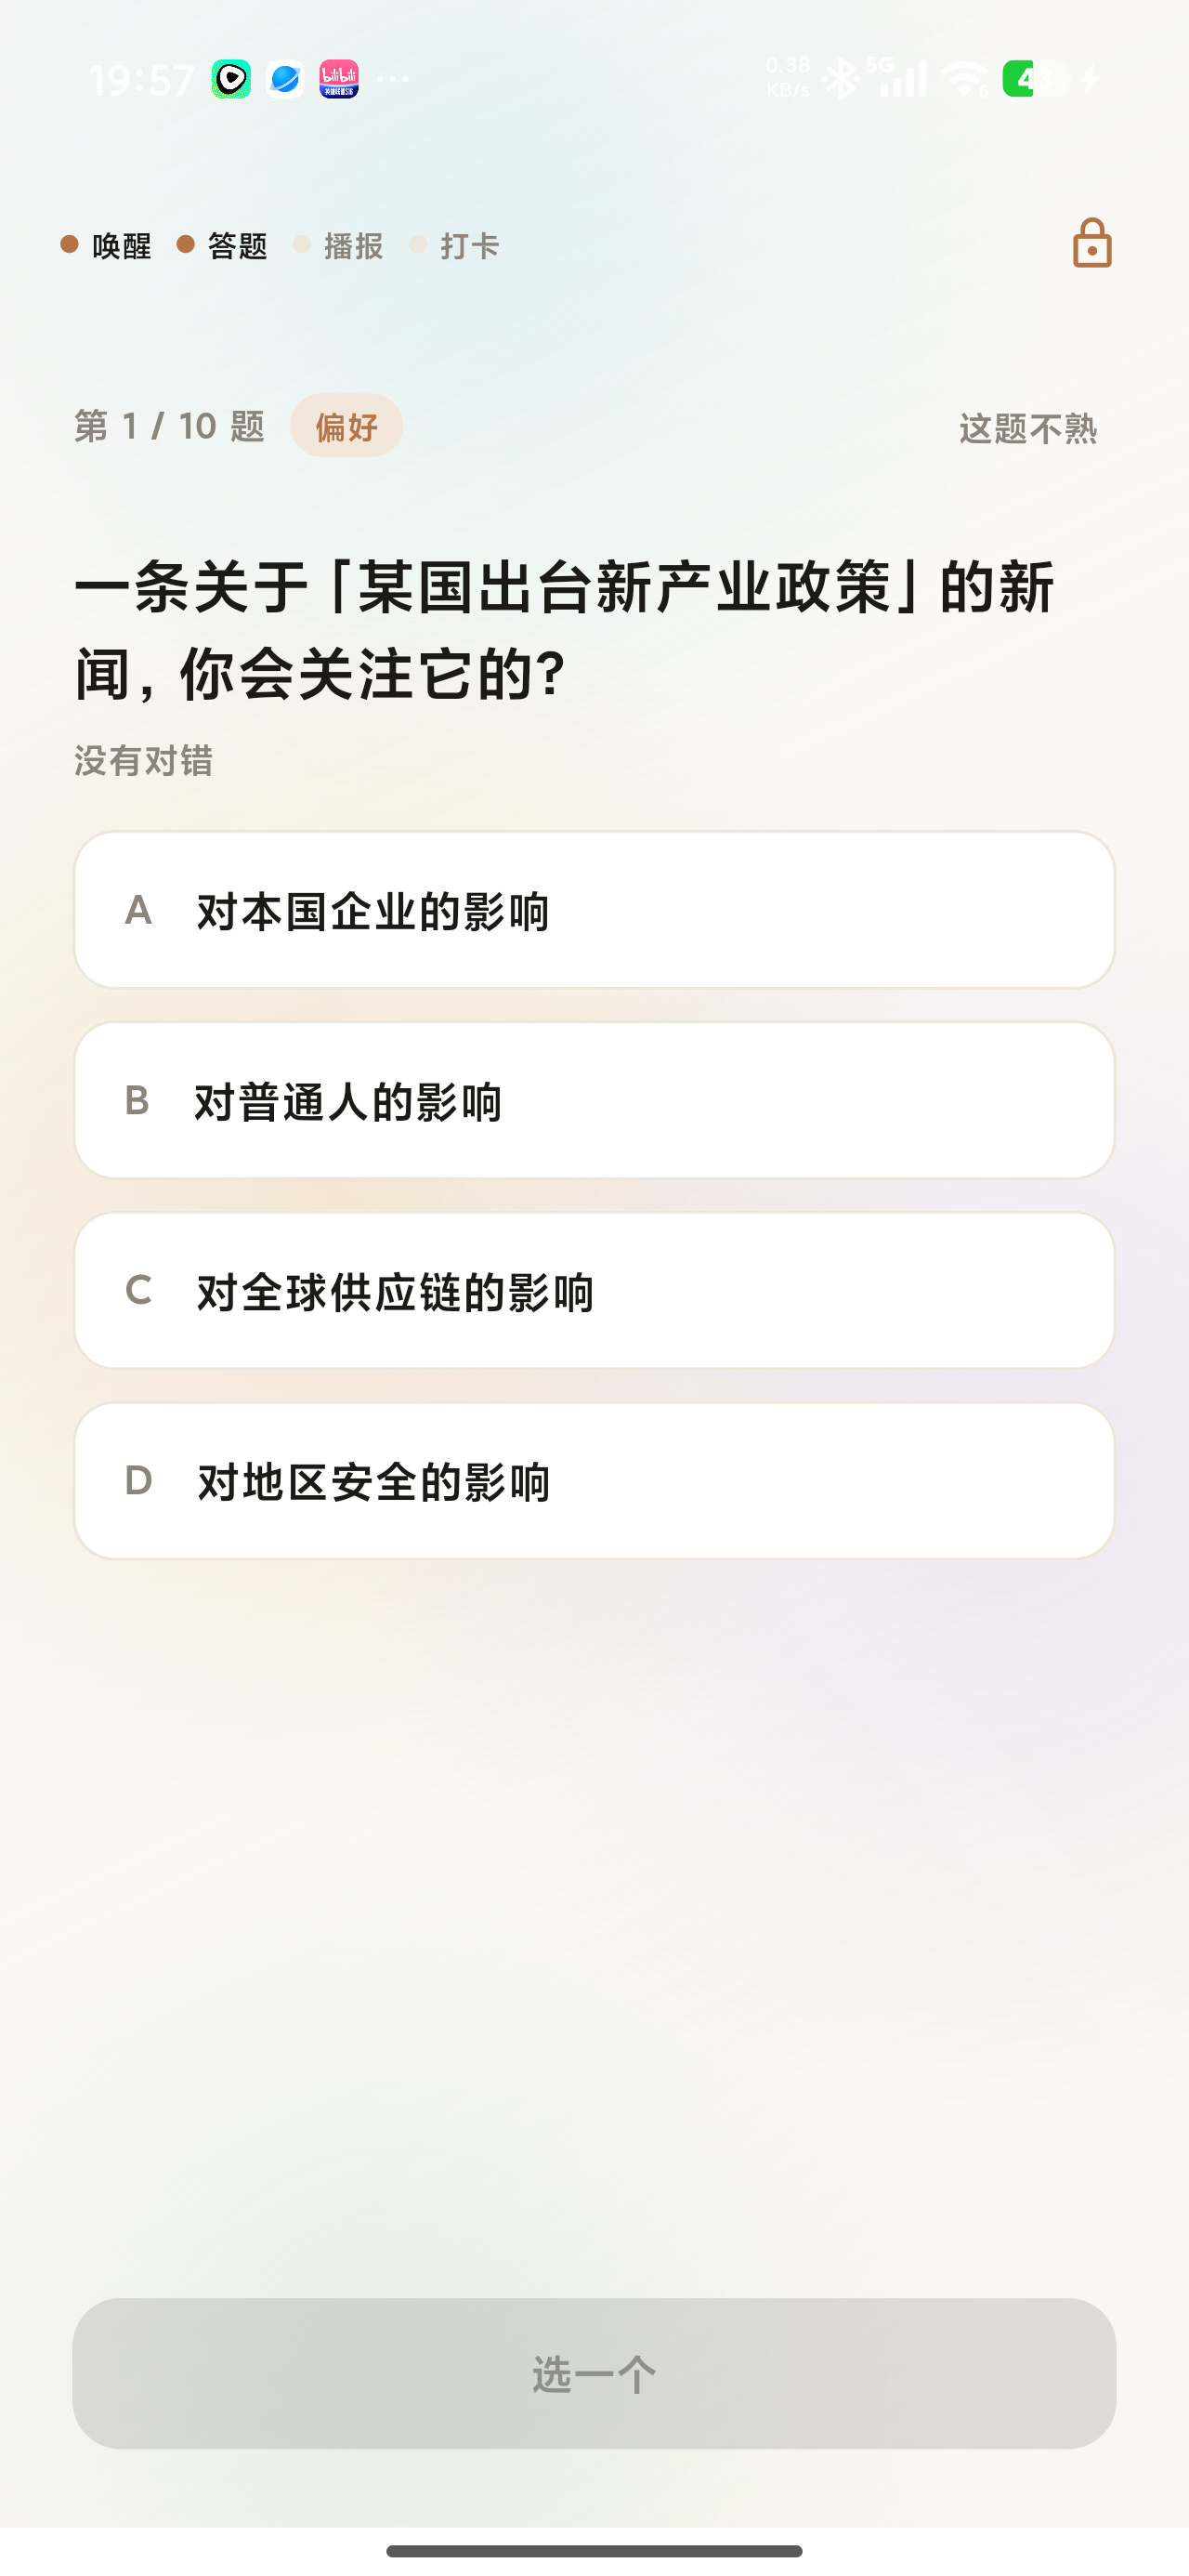 19:57
0.38
KB/s
5G
6
唤醒 答题 播报 打卡
第 1 / 10 题 偏好 这题不熟
一条关于「某国出台新产业政策」的新
闻，你会关注它的?
没有对错
A 对本国企业的影响
B 对普通人的影响
C 对全球供应链的影响
D 对地区安全的影响
选一个